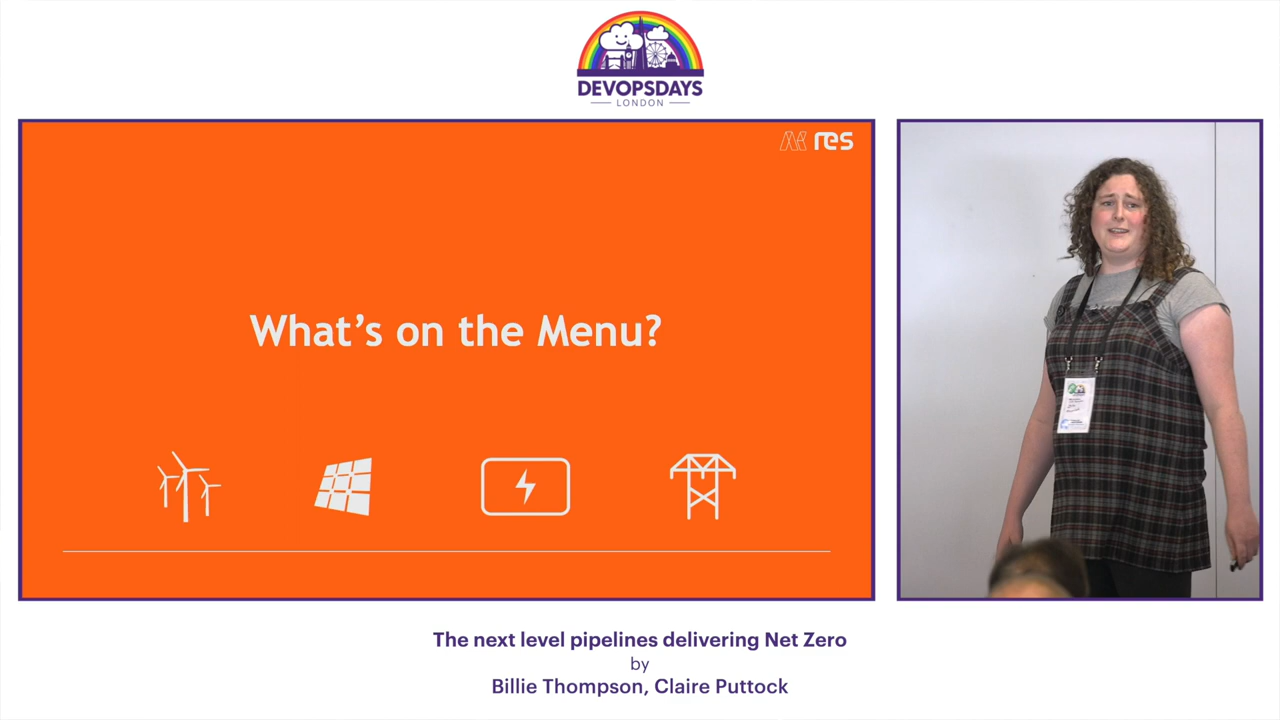 DEVOPSDAYS
LONDON
res
What's on the Menu?
The next level pipelines delivering Net Zero
by
Billie Thompson, Claire Puttock